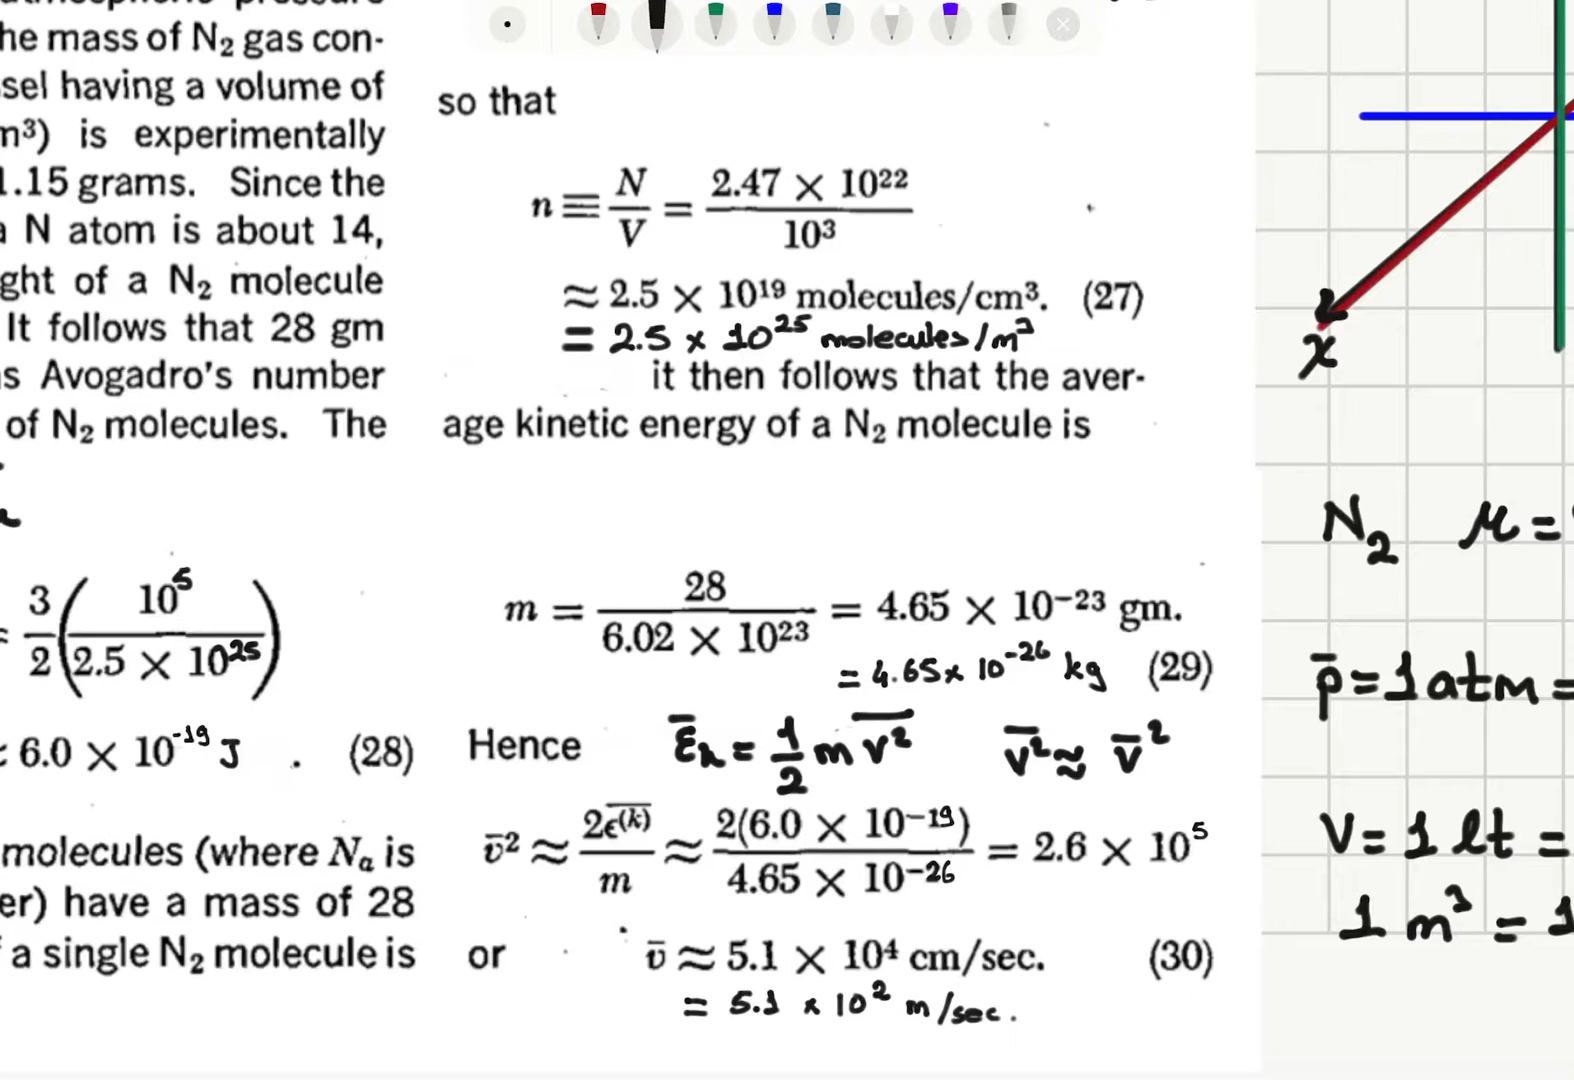 he mass of N₂ gas con-
sel having a volume of
m³) is experimentally
1.15 grams. Since the
N atom is about 14,
ght of a N₂ molecule
It follows that 28 gm
s Avogadro's number
of N₂ molecules. The
= 3/2 (10⁵ / 2.5 × 10²⁵)
6.0 × 10⁻¹⁹ J . (28)
molecules (where Nₐ is
er) have a mass of 28
a single N₂ molecule is
so that
n ≡ N/V = 2.47 × 10²² / 10³
≈ 2.5 × 10¹⁹ molecules/cm³. (27)
= 2.5 × 10²⁵ molecules/m³
it then follows that the aver-
age kinetic energy of a N₂ molecule is
m = 28 / 6.02 × 10²³ = 4.65 × 10⁻²³ gm.
= 4.65 × 10⁻²⁶ kg (29)
Hence ε̄ₖ = 1/2 m v̄² v̄² ≈ v̄²
v̄² ≈ 2ε̄⁽ᵏ⁾ / m ≈ 2(6.0 × 10⁻¹⁹) / 4.65 × 10⁻²⁶ = 2.6 × 10⁵
or v̄ ≈ 5.1 × 10⁴ cm/sec. (30)
= 5.1 × 10² m/sec.
x
N₂ μ =
p̄ = 1 atm =
V = 1 lt =
1 m³ = 1